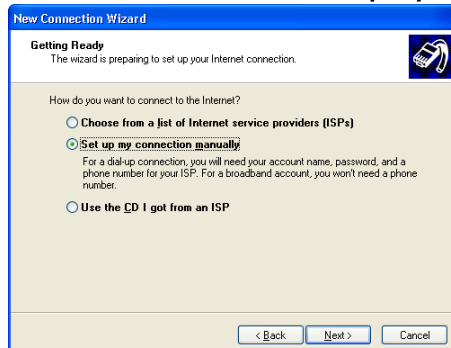 New Connection Wizard
Getting Ready
The wizard is preparing to set up your Internet connection.
How do you want to connect to the Internet?
Choose from a list of Internet service providers (ISPs)
Set up my connection manually
For a dial-up connection, you will need your account name, password, and a
phone number for your ISP. For a broadband account, you won't need a phone
number.
Use the CD I got from an ISP
< Back Next > Cancel